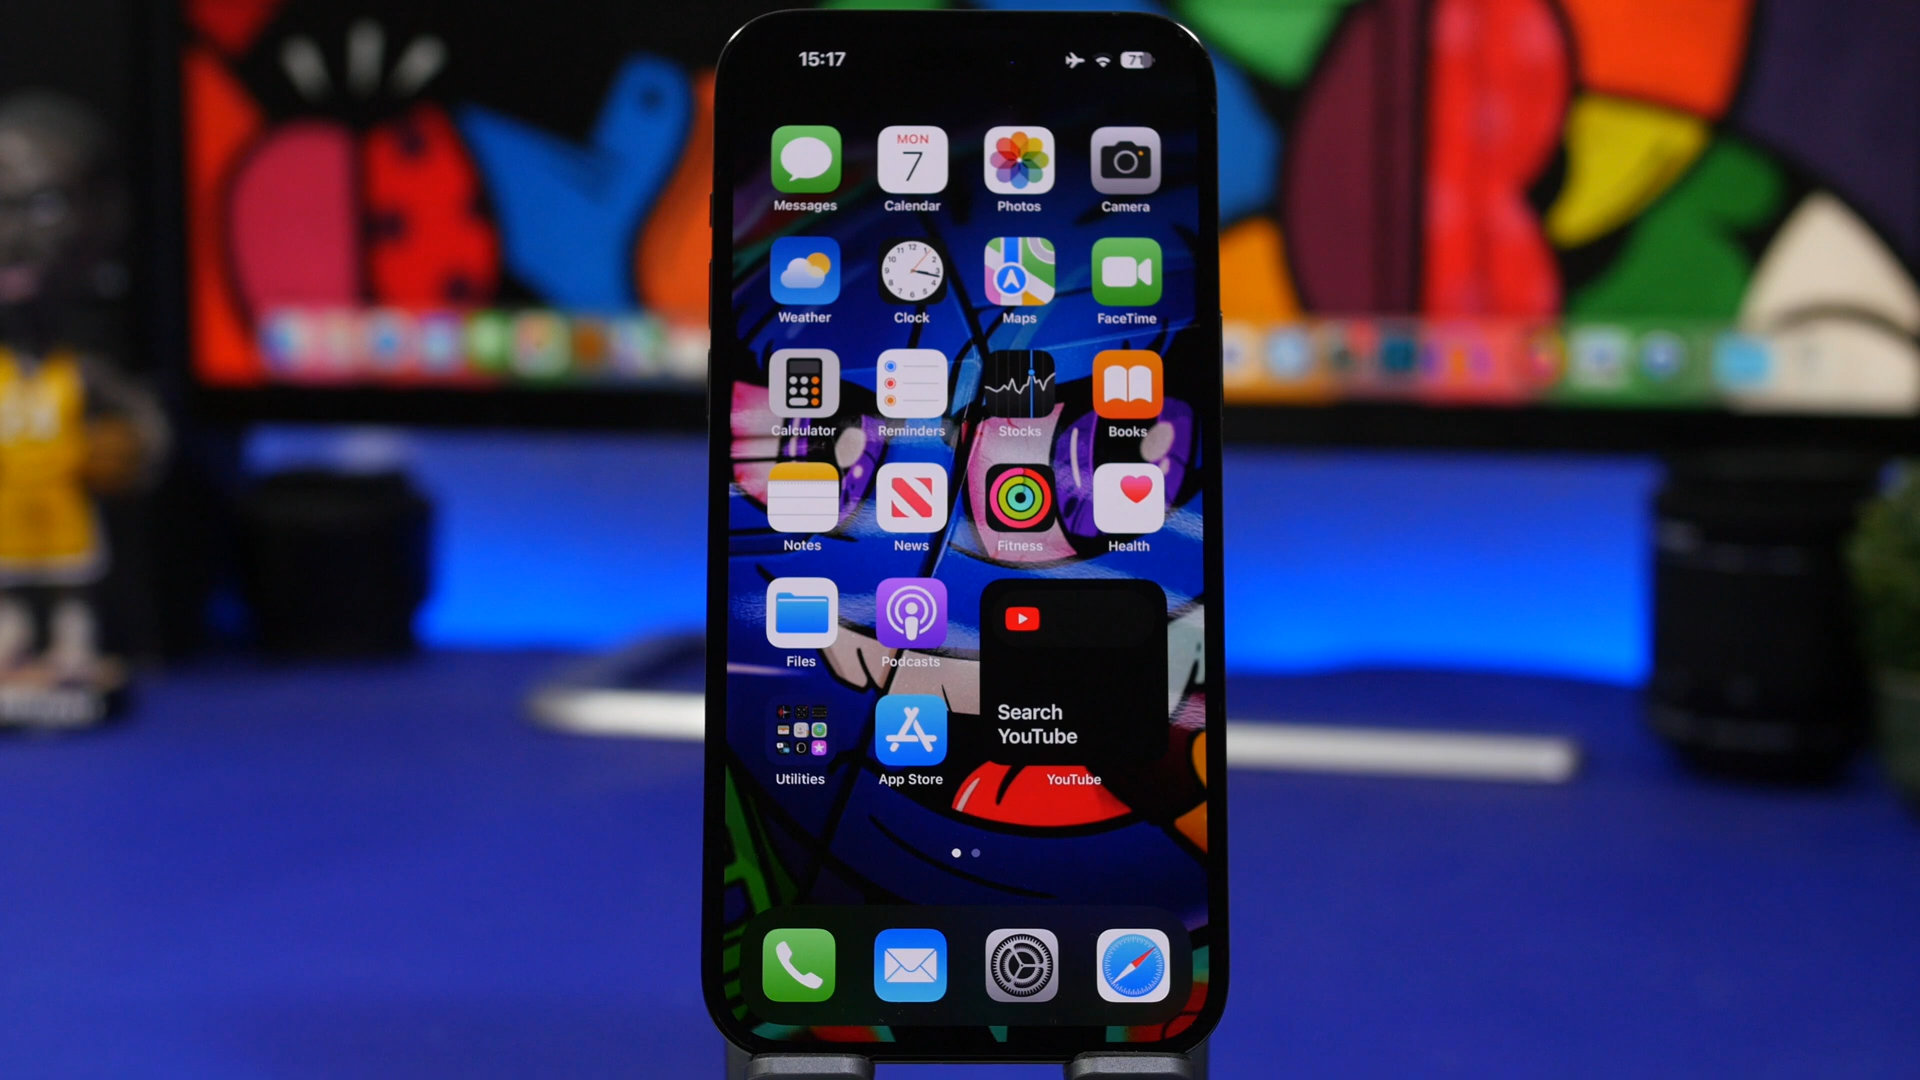 15:17
71
MON
7
Messages
Calendar
Photos
Camera
Weather
Clock
Maps
FaceTime
Calculator
Reminders
Stocks
Books
Notes
News
Fitness
Health
Files
Podcasts
Search
YouTube
Utilities
App Store
YouTube